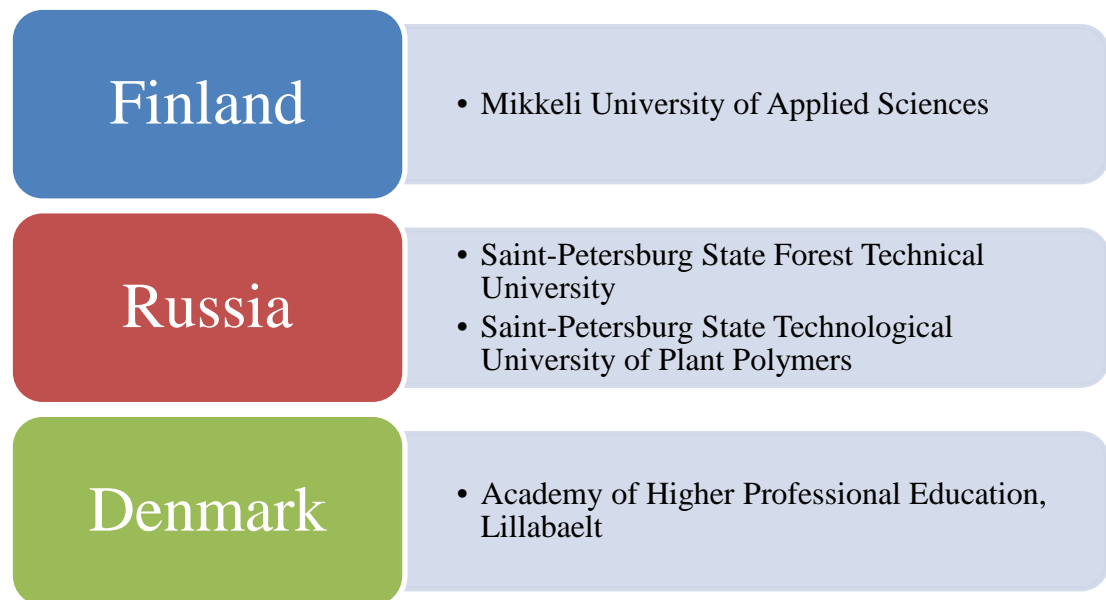 Finland
• Mikkeli University of Applied Sciences
Russia
• Saint-Petersburg State Forest Technical
University
• Saint-Petersburg State Technological
University of Plant Polymers
Denmark
• Academy of Higher Professional Education,
Lillabaelt